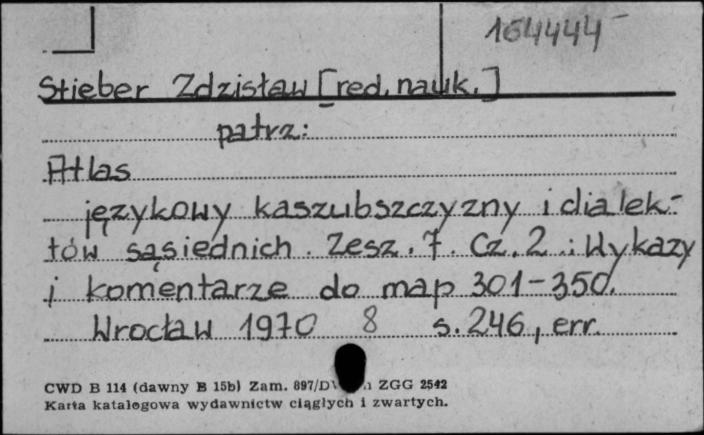 164444
Stieber Zdzisław [red. nauk.]
patrz:
Atlas
językowy kaszubszczyzny i dialek-
tów sąsiednich. Zesz. 7. Cz. 2.: Wykazy
i komentarze do map 301-350.
Wrocław 1970 8 s. 246, err.
CWD B 114 (dawny B 15b) Zam. 897/D ZGG 2542
Karta katalogowa wydawnictw ciągłych i zwartych.